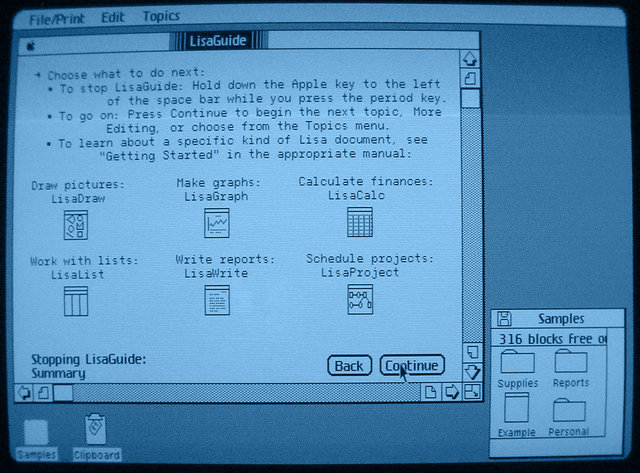 File/Print Edit Topics
LisaGuide
→ Choose what to do next:
• To stop LisaGuide: Hold down the Apple key to the left
of the space bar while you press the period key.
• To go on: Press Continue to begin the next topic, More
Editing, or choose from the Topics menu.
• To learn about a specific kind of Lisa document, see
"Getting Started" in the appropriate manual:
Draw pictures: Make graphs: Calculate finances:
LisaDraw LisaGraph LisaCalc
Work with lists: Write reports: Schedule projects:
LisaList LisaWrite LisaProject
Stopping LisaGuide:
Summary
Back Continue
Samples
316 blocks free o
Supplies Reports
Example Personal
Samples Clipboard